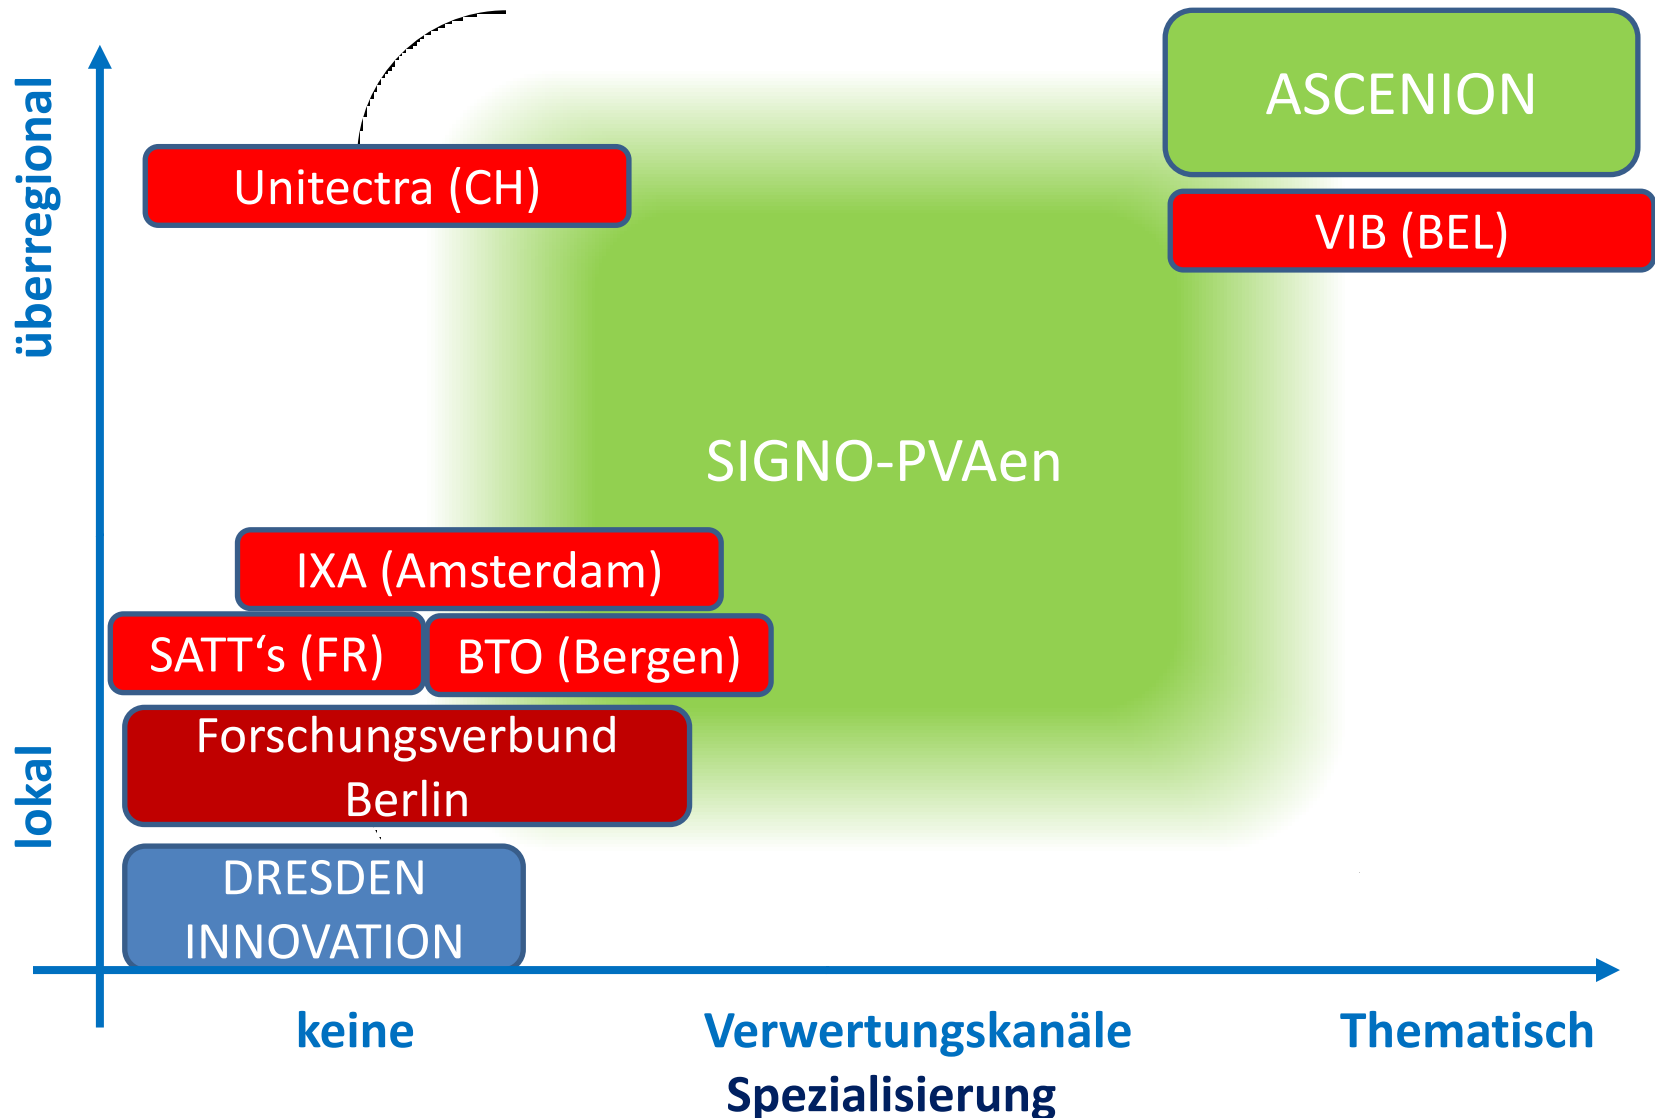 überregional
ASCENION
Unitectra (CH)
VIB (BEL)
SIGNO-PVAen
IXA (Amsterdam)
SATT‘s (FR)
BTO (Bergen)
Forschungsverbund
Berlin
lokal
DRESDEN
INNOVATION
keine
Verwertungskanäle
Thematisch
Spezialisierung